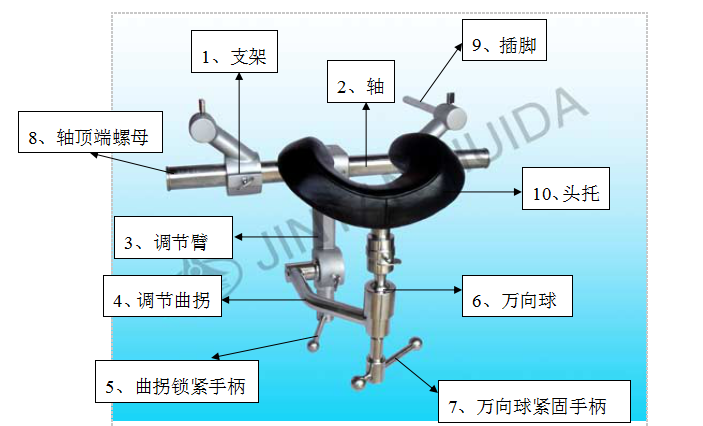 9、插脚
1、支架
2、轴
8、轴顶端螺母
10、头托
3、调节臂
4、调节曲拐
6、万向球
5、曲拐锁紧手柄
7、万向球紧固手柄